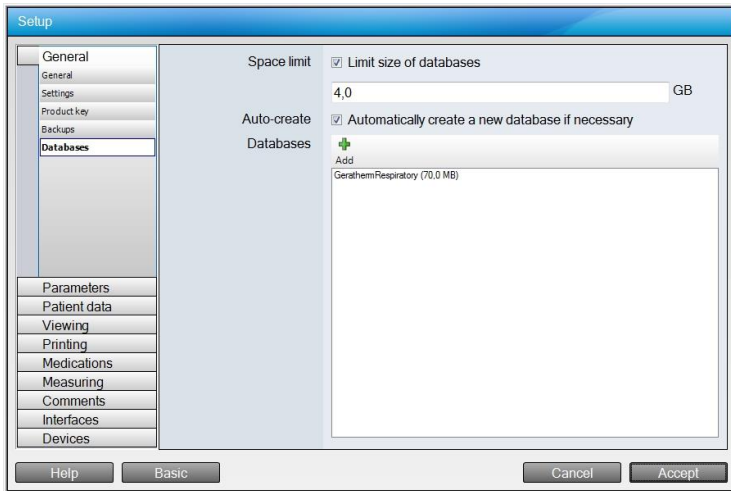 Setup
General
General
Settings
Product key
Backups
Databases
Parameters
Patient data
Viewing
Printing
Medications
Measuring
Comments
Interfaces
Devices
Space limit
Limit size of databases
4,0
GB
Auto-create
Automatically create a new database if necessary
Databases
Add
GerathermRespiratory (70,0 MB)
Help
Basic
Cancel
Accept